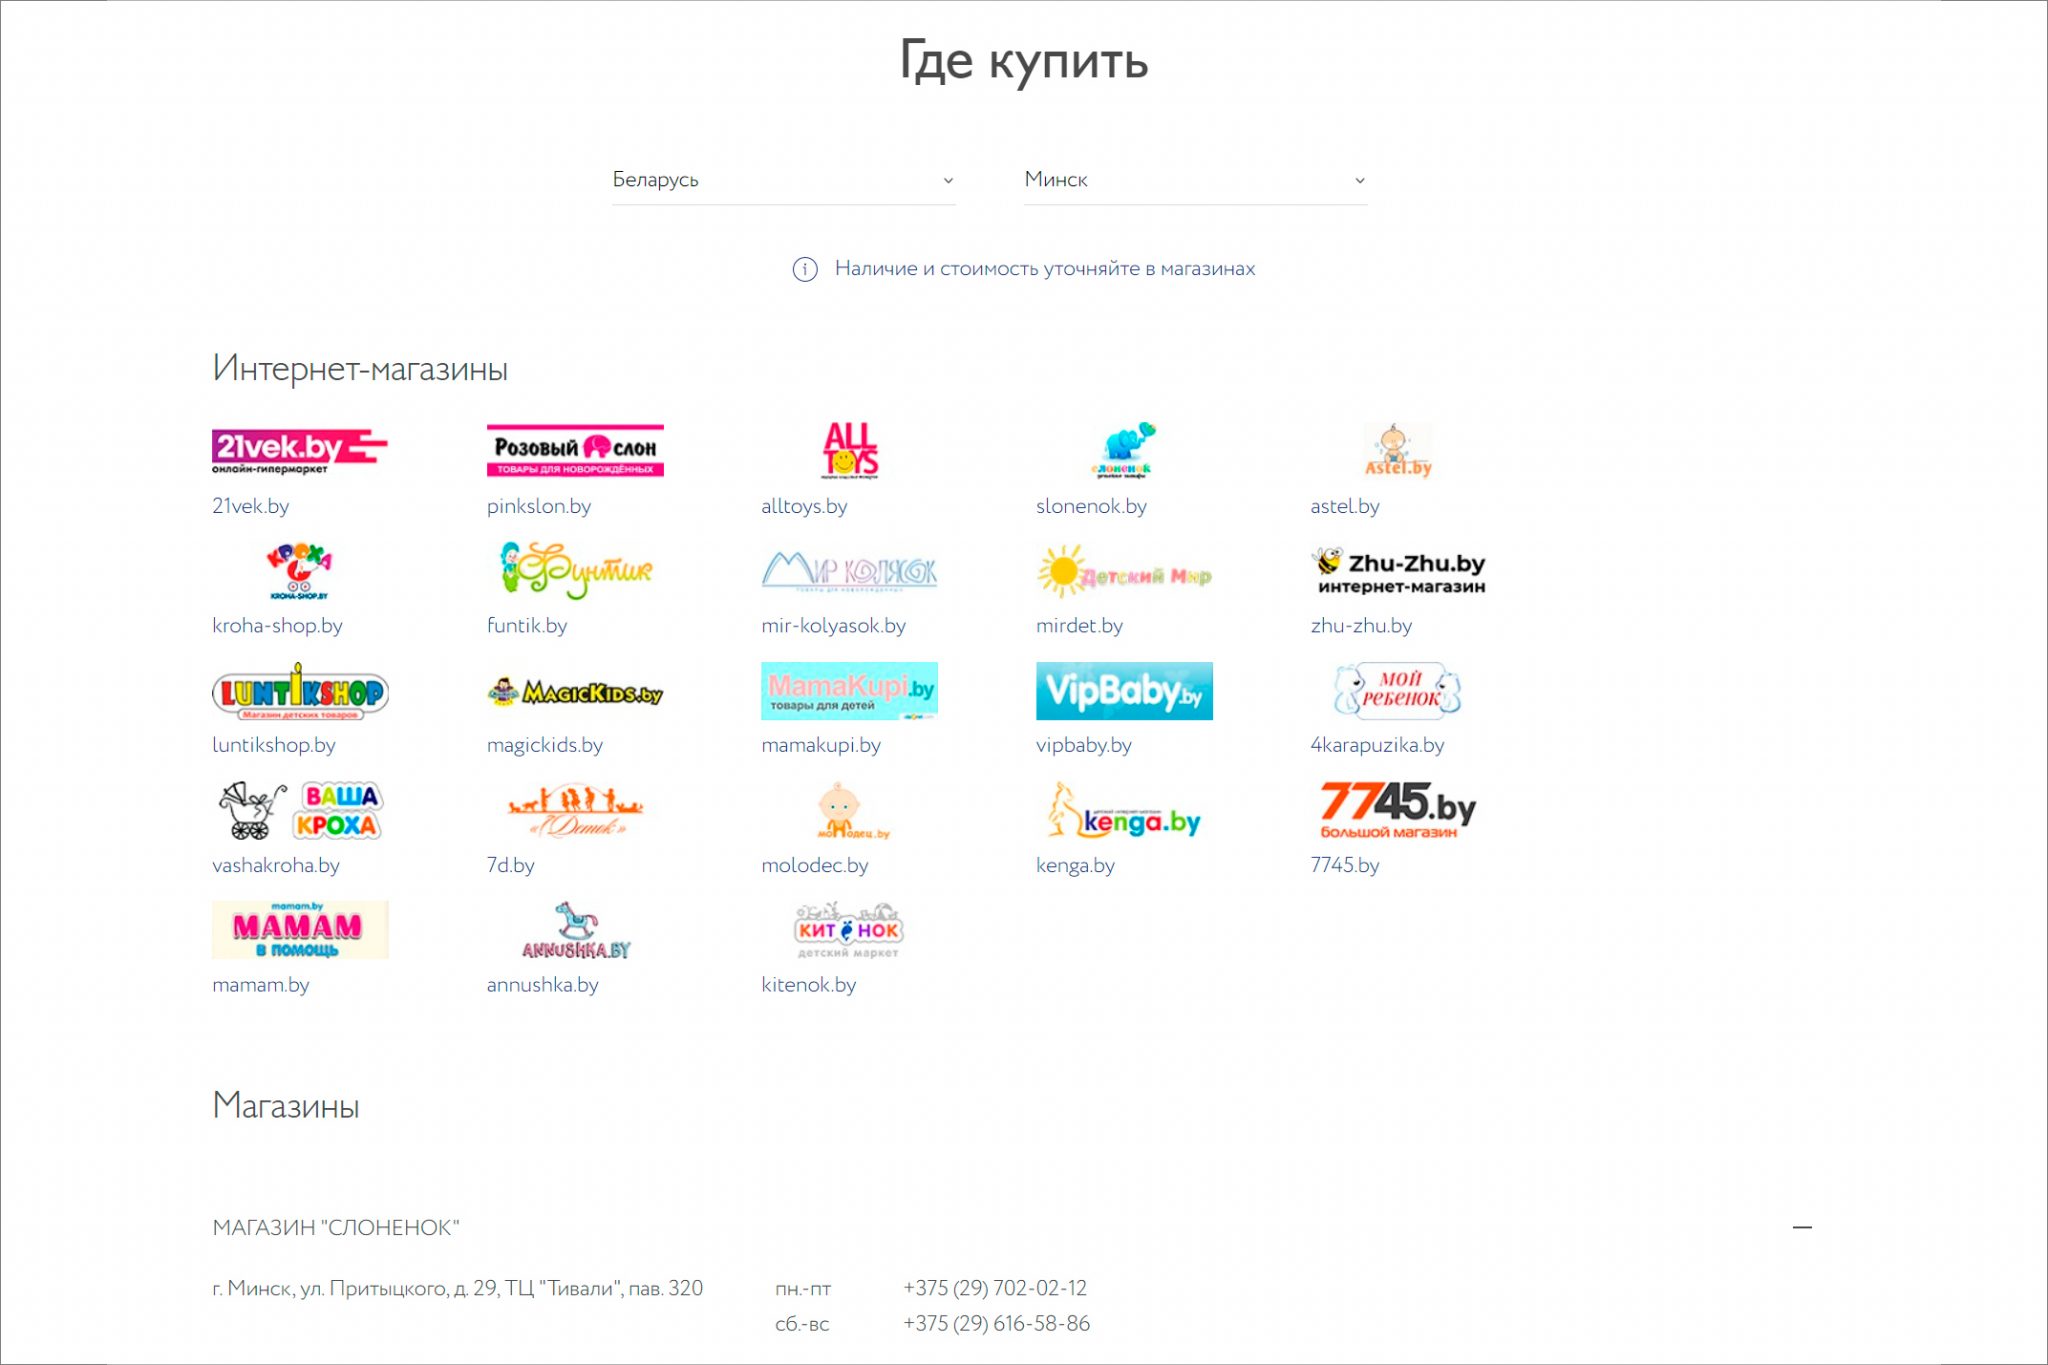 Где купить
Беларусь
Минск
Наличие и стоимость уточняйте в магазинах
Интернет-магазины
21vek.by
онлайн-гипермаркет
РОЗОВЫЙ СЛОН
ТОВАРЫ ДЛЯ НОВОРОЖДЁННЫХ
ALL
TOYS
слоненок
Astel.by
21vek.by
pinkslon.by
alltoys.by
slonenok.by
astel.by
КРОХА
KROHA-SHOP.BY
Фунтик
МИР КОЛЯСОК
ТОВАРЫ ДЛЯ НОВОРОЖДЕННЫХ
Детский Мир
Zhu-Zhu.by
интернет-магазин
kroha-shop.by
funtik.by
mir-kolyasok.by
mirdet.by
zhu-zhu.by
LUNTIKSHOP
Магазин детских товаров
MAGICKIDS.by
MamaKupi.by
товары для детей
VipBaby.by
МОЙ
РЕБЕНОК
luntikshop.by
magickids.by
mamakupi.by
vipbaby.by
4karapuzika.by
ВАША
КРОХА
«7Деток»
молодец.by
kenga.by
7745.by
большой магазин
vashakroha.by
7d.by
molodec.by
kenga.by
7745.by
mamam.by
МАМАМ
В ПОМОЩЬ
ANNUSHKA.BY
КИТЁНОК
детский маркет
mamam.by
annushka.by
kitenok.by
Магазины
МАГАЗИН "СЛОНЕНОК"
г. Минск, ул. Притыцкого, д. 29, ТЦ "Тивали", пав. 320
пн.-пт
+375 (29) 702-02-12
сб.-вс
+375 (29) 616-58-86